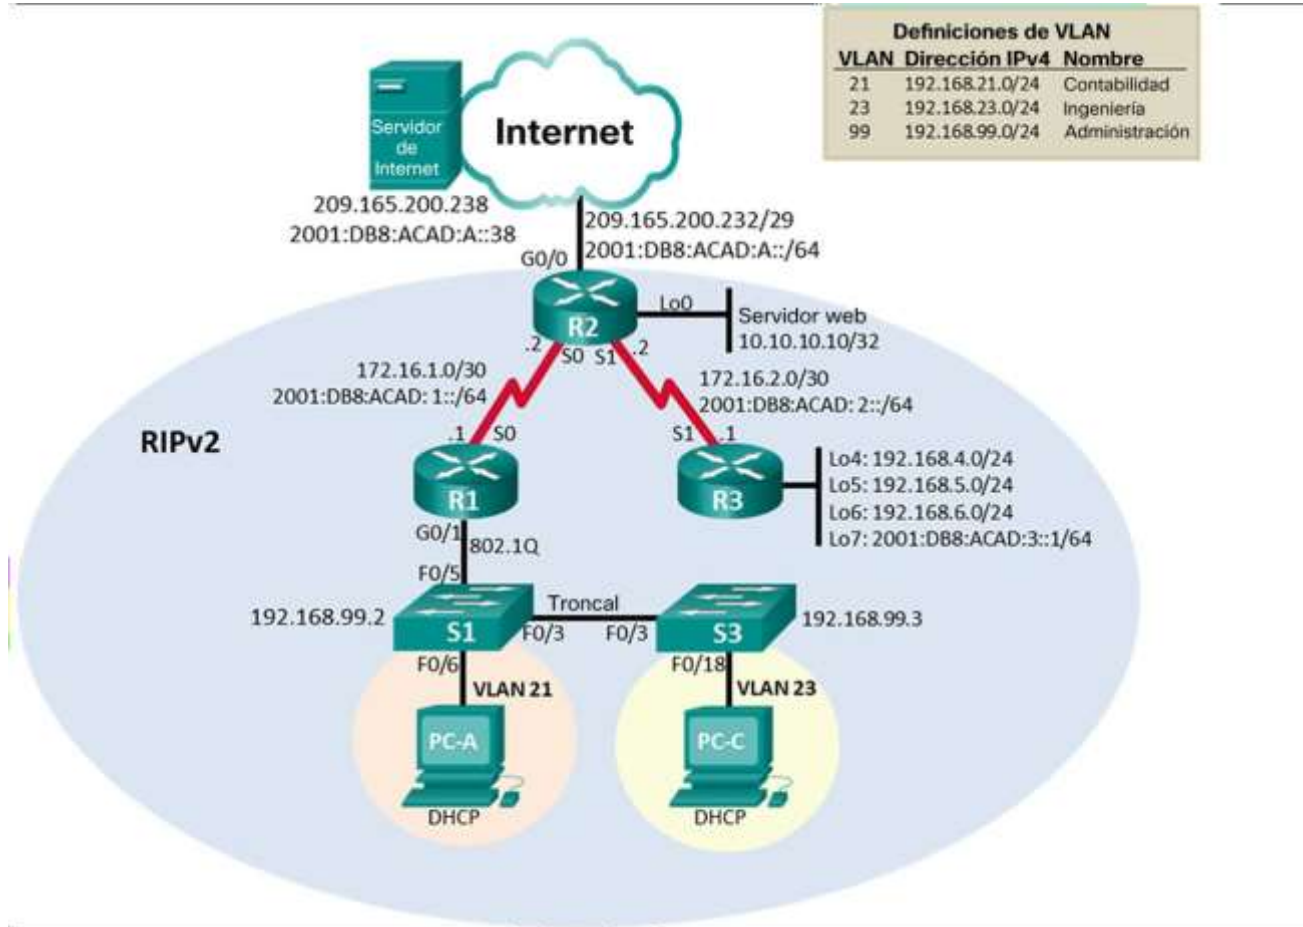 Definiciones de VLAN
VLAN Dirección IPv4 Nombre
21 192.168.21.0/24 Contabilidad
23 192.168.23.0/24 Ingeniería
99 192.168.99.0/24 Administración
Servidor
de
Internet
Internet
209.165.200.238
2001:DB8:ACAD:A::38
209.165.200.232/29
2001:DB8:ACAD:A::/64
G0/0
R2
Lo0
Servidor web
10.10.10.10/32
.2 S0 S1 .2
172.16.1.0/30
2001:DB8:ACAD: 1::/64
172.16.2.0/30
2001:DB8:ACAD: 2::/64
RIPv2
.1 S0
S1 .1
R1
R3
Lo4: 192.168.4.0/24
Lo5: 192.168.5.0/24
Lo6: 192.168.6.0/24
Lo7: 2001:DB8:ACAD:3::1/64
G0/1
802.1Q
F0/5
192.168.99.2
S1
Troncal
F0/3 F0/3
S3
192.168.99.3
F0/6
VLAN 21
F0/18
VLAN 23
PC-A
DHCP
PC-C
DHCP